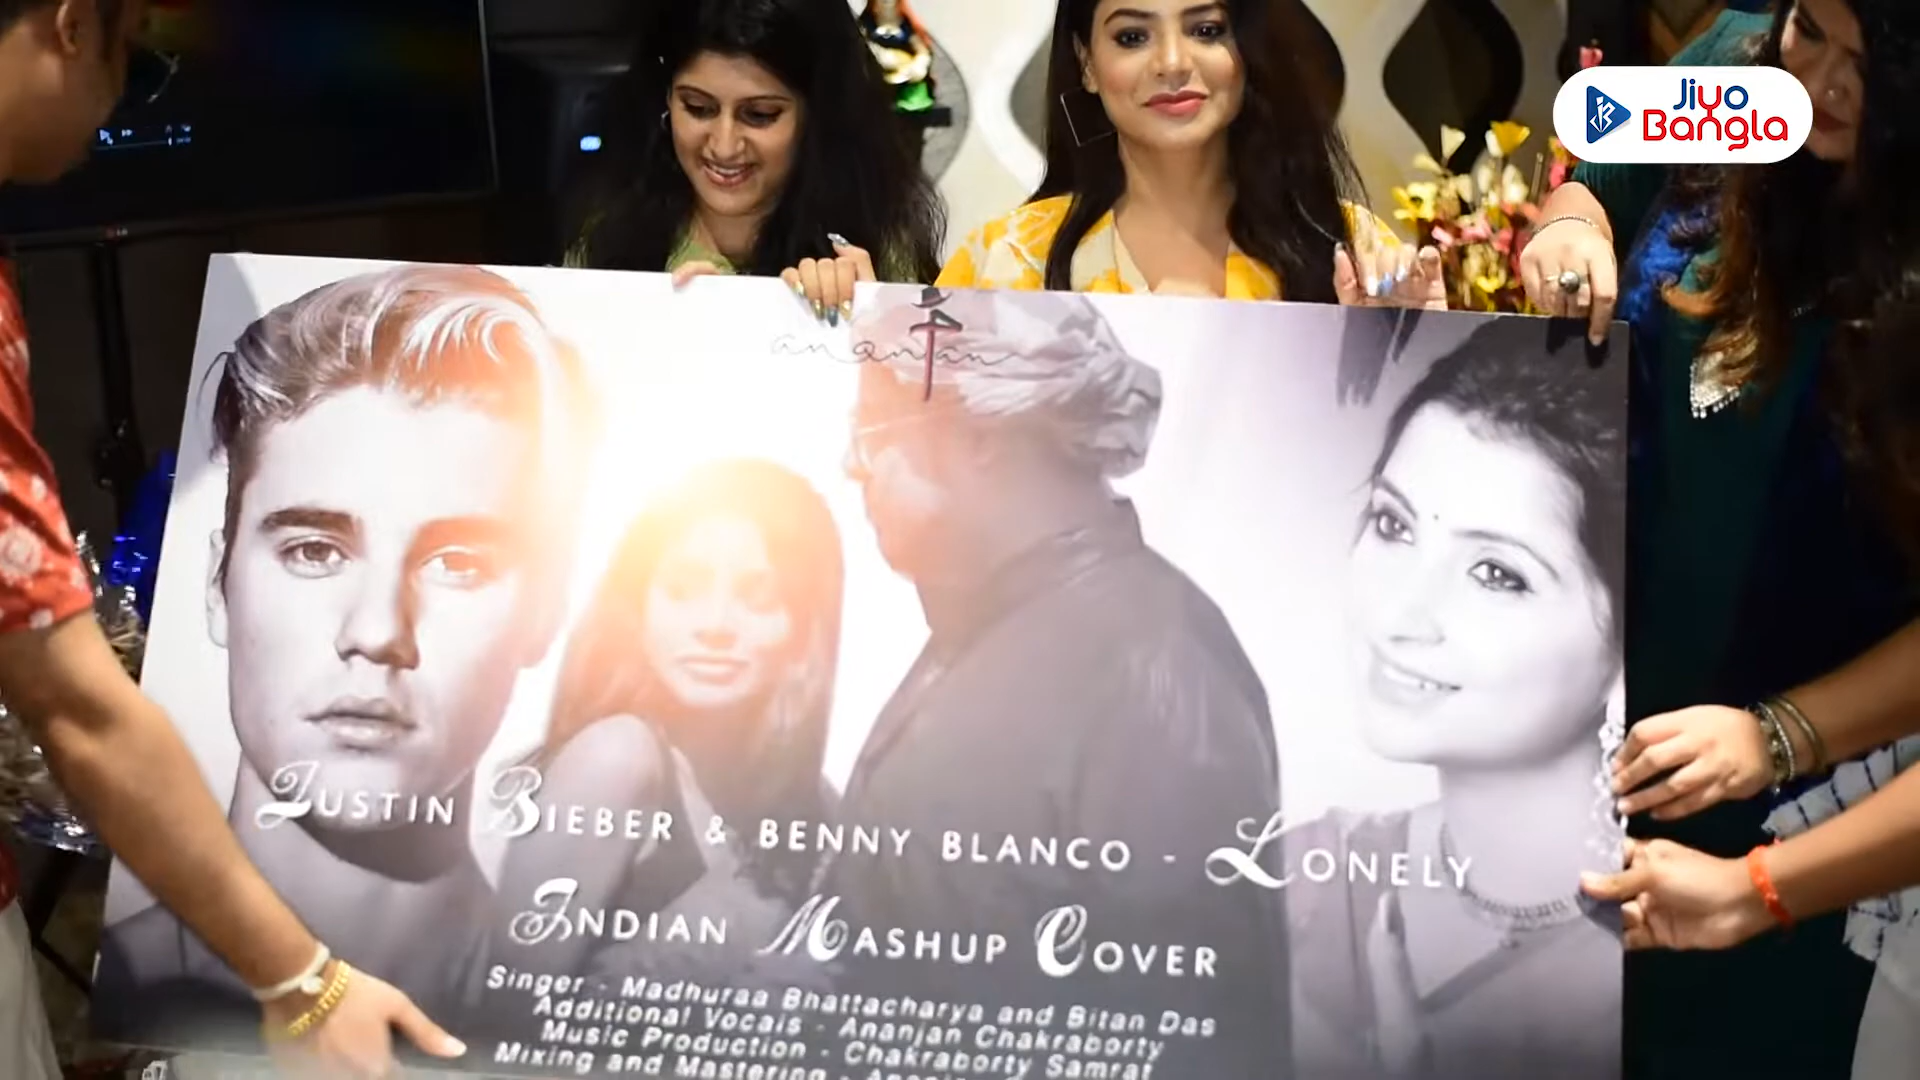 Jiyo
Bangla
ananjan
Justin Bieber & BENNY BLANCO - Lonely
Indian Mashup Cover
Singer - Madhuraa Bhattacharya and Bitan Das
Additional Vocals - Ananjan Chakraborty
Music Production - Chakraborty Samrat
Mixing and Mastering -